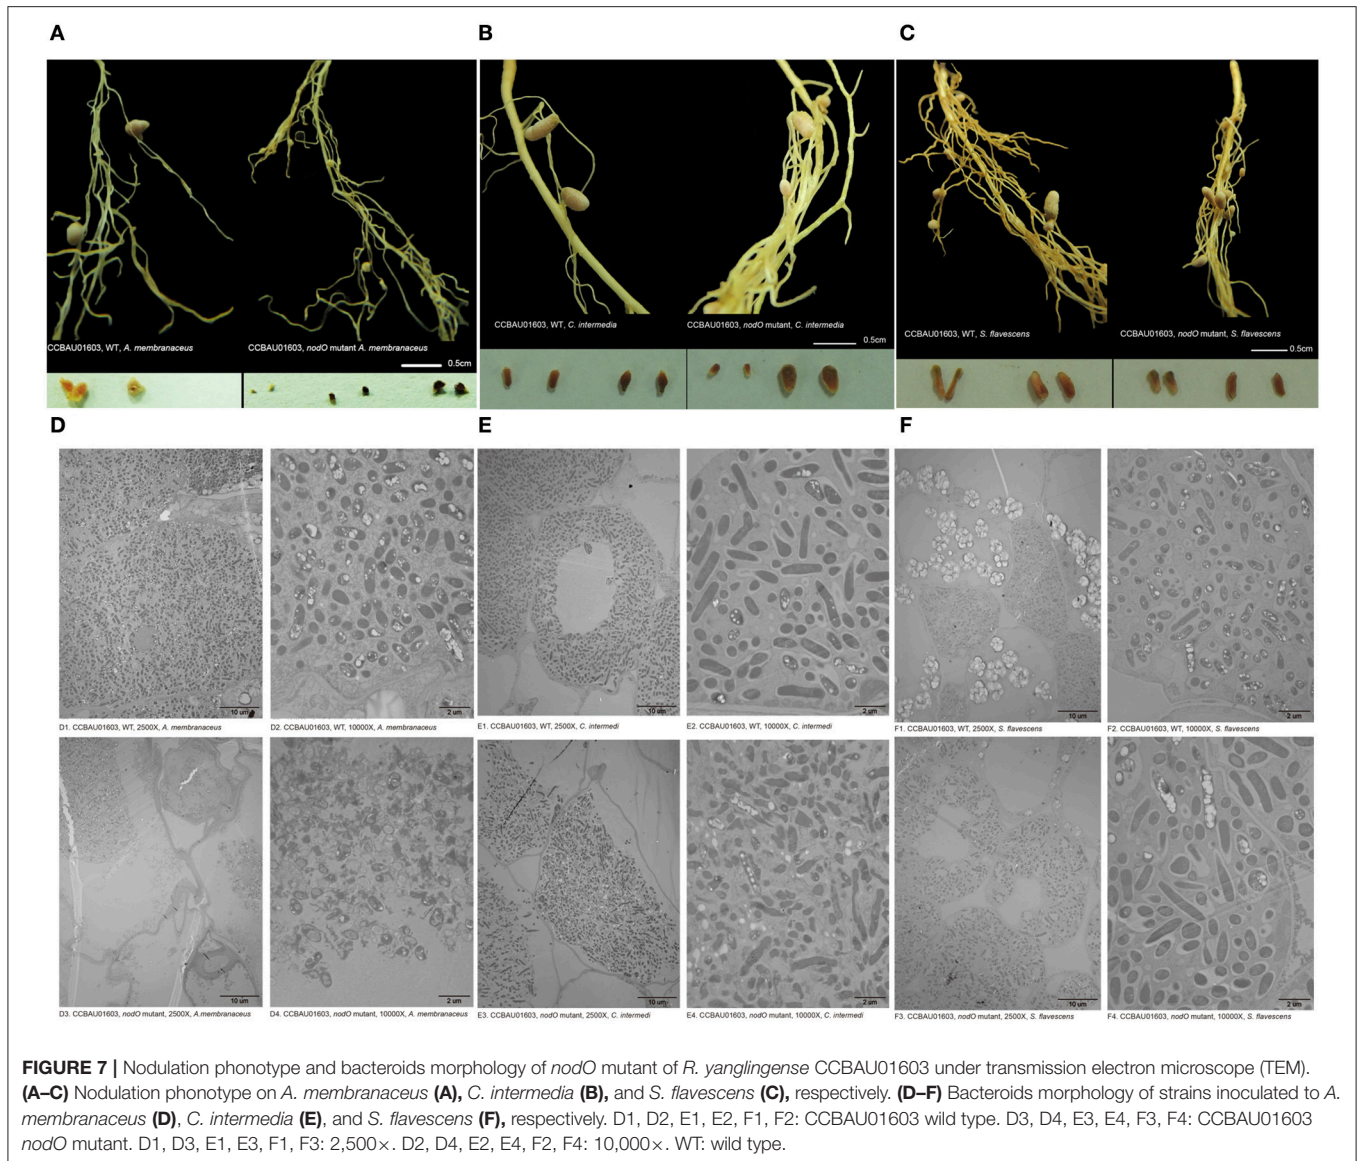 A
B
C
CCBAU01603, WT, A. membranaceus
CCBAU01603, nodO mutant A. membranaceus
0.5cm
CCBAU01603, WT, C. intermedia
CCBAU01603, nodO mutant, C. intermedia
0.5cm
CCBAU01603, WT, S. flavescens
CCBAU01603, nodO mutant, S. flavescens
0.5cm
D
E
F
10 um
2 um
10 um
2 um
10 um
2 um
D1. CCBAU01603, WT, 2500X, A. membranaceus
D2. CCBAU01603, WT, 10000X, A. membranaceus
E1. CCBAU01603, WT, 2500X, C. intermedi
E2. CCBAU01603, WT, 10000X, C. intermedi
F1. CCBAU01603, WT, 2500X, S. flavescens
F2. CCBAU01603, WT, 10000X, S. flavescens
10 um
2 um
10 um
2 um
10 um
2 um
D3. CCBAU01603, nodO mutant, 2500X, A.membranaceus
D4. CCBAU01603, nodO mutant, 10000X, A. membranaceus
E3. CCBAU01603, nodO mutant, 2500X, C. intermedi
E4. CCBAU01603, nodO mutant, 10000X, C. intermedi
F3. CCBAU01603, nodO mutant, 2500X, S. flavescens
F4. CCBAU01603, nodO mutant, 10000X, S. flavescens
FIGURE 7 | Nodulation phonotype and bacteroids morphology of nodO mutant of R. yanglingense CCBAU01603 under transmission electron microscope (TEM).
(A–C) Nodulation phonotype on A. membranaceus (A), C. intermedia (B), and S. flavescens (C), respectively. (D–F) Bacteroids morphology of strains inoculated to A.
membranaceus (D), C. intermedia (E), and S. flavescens (F), respectively. D1, D2, E1, E2, F1, F2: CCBAU01603 wild type. D3, D4, E3, E4, F3, F4: CCBAU01603
nodO mutant. D1, D3, E1, E3, F1, F3: 2,500×. D2, D4, E2, E4, F2, F4: 10,000×. WT: wild type.